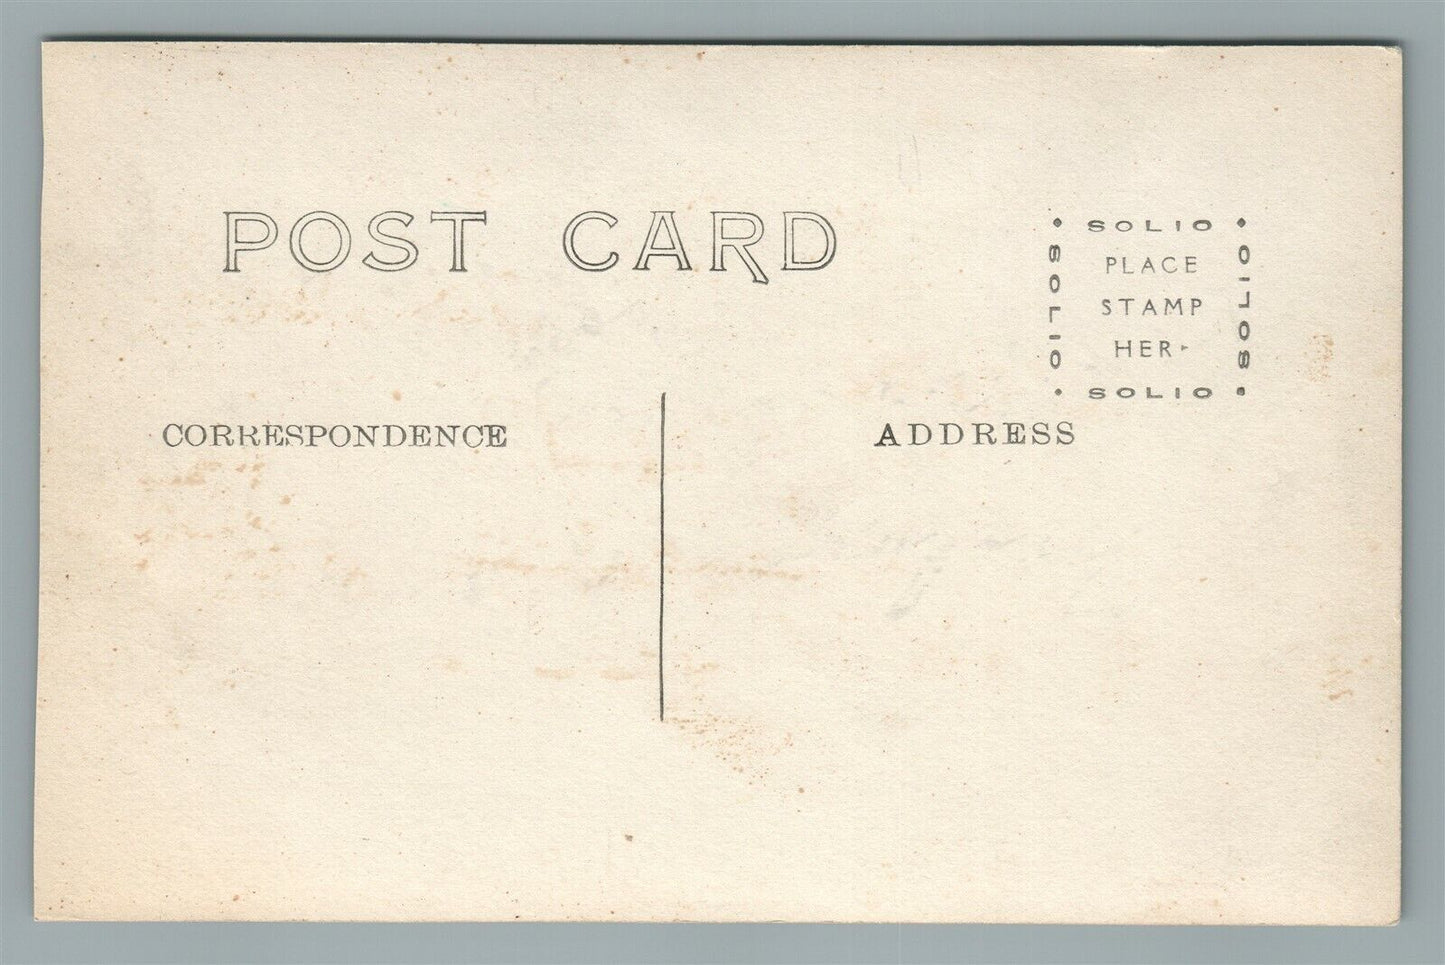 POST CARD
SOLIO
SOLIO
PLACE
STAMP
HER
SOLIO
SOLIO
CORRESPONDENCE
ADDRESS